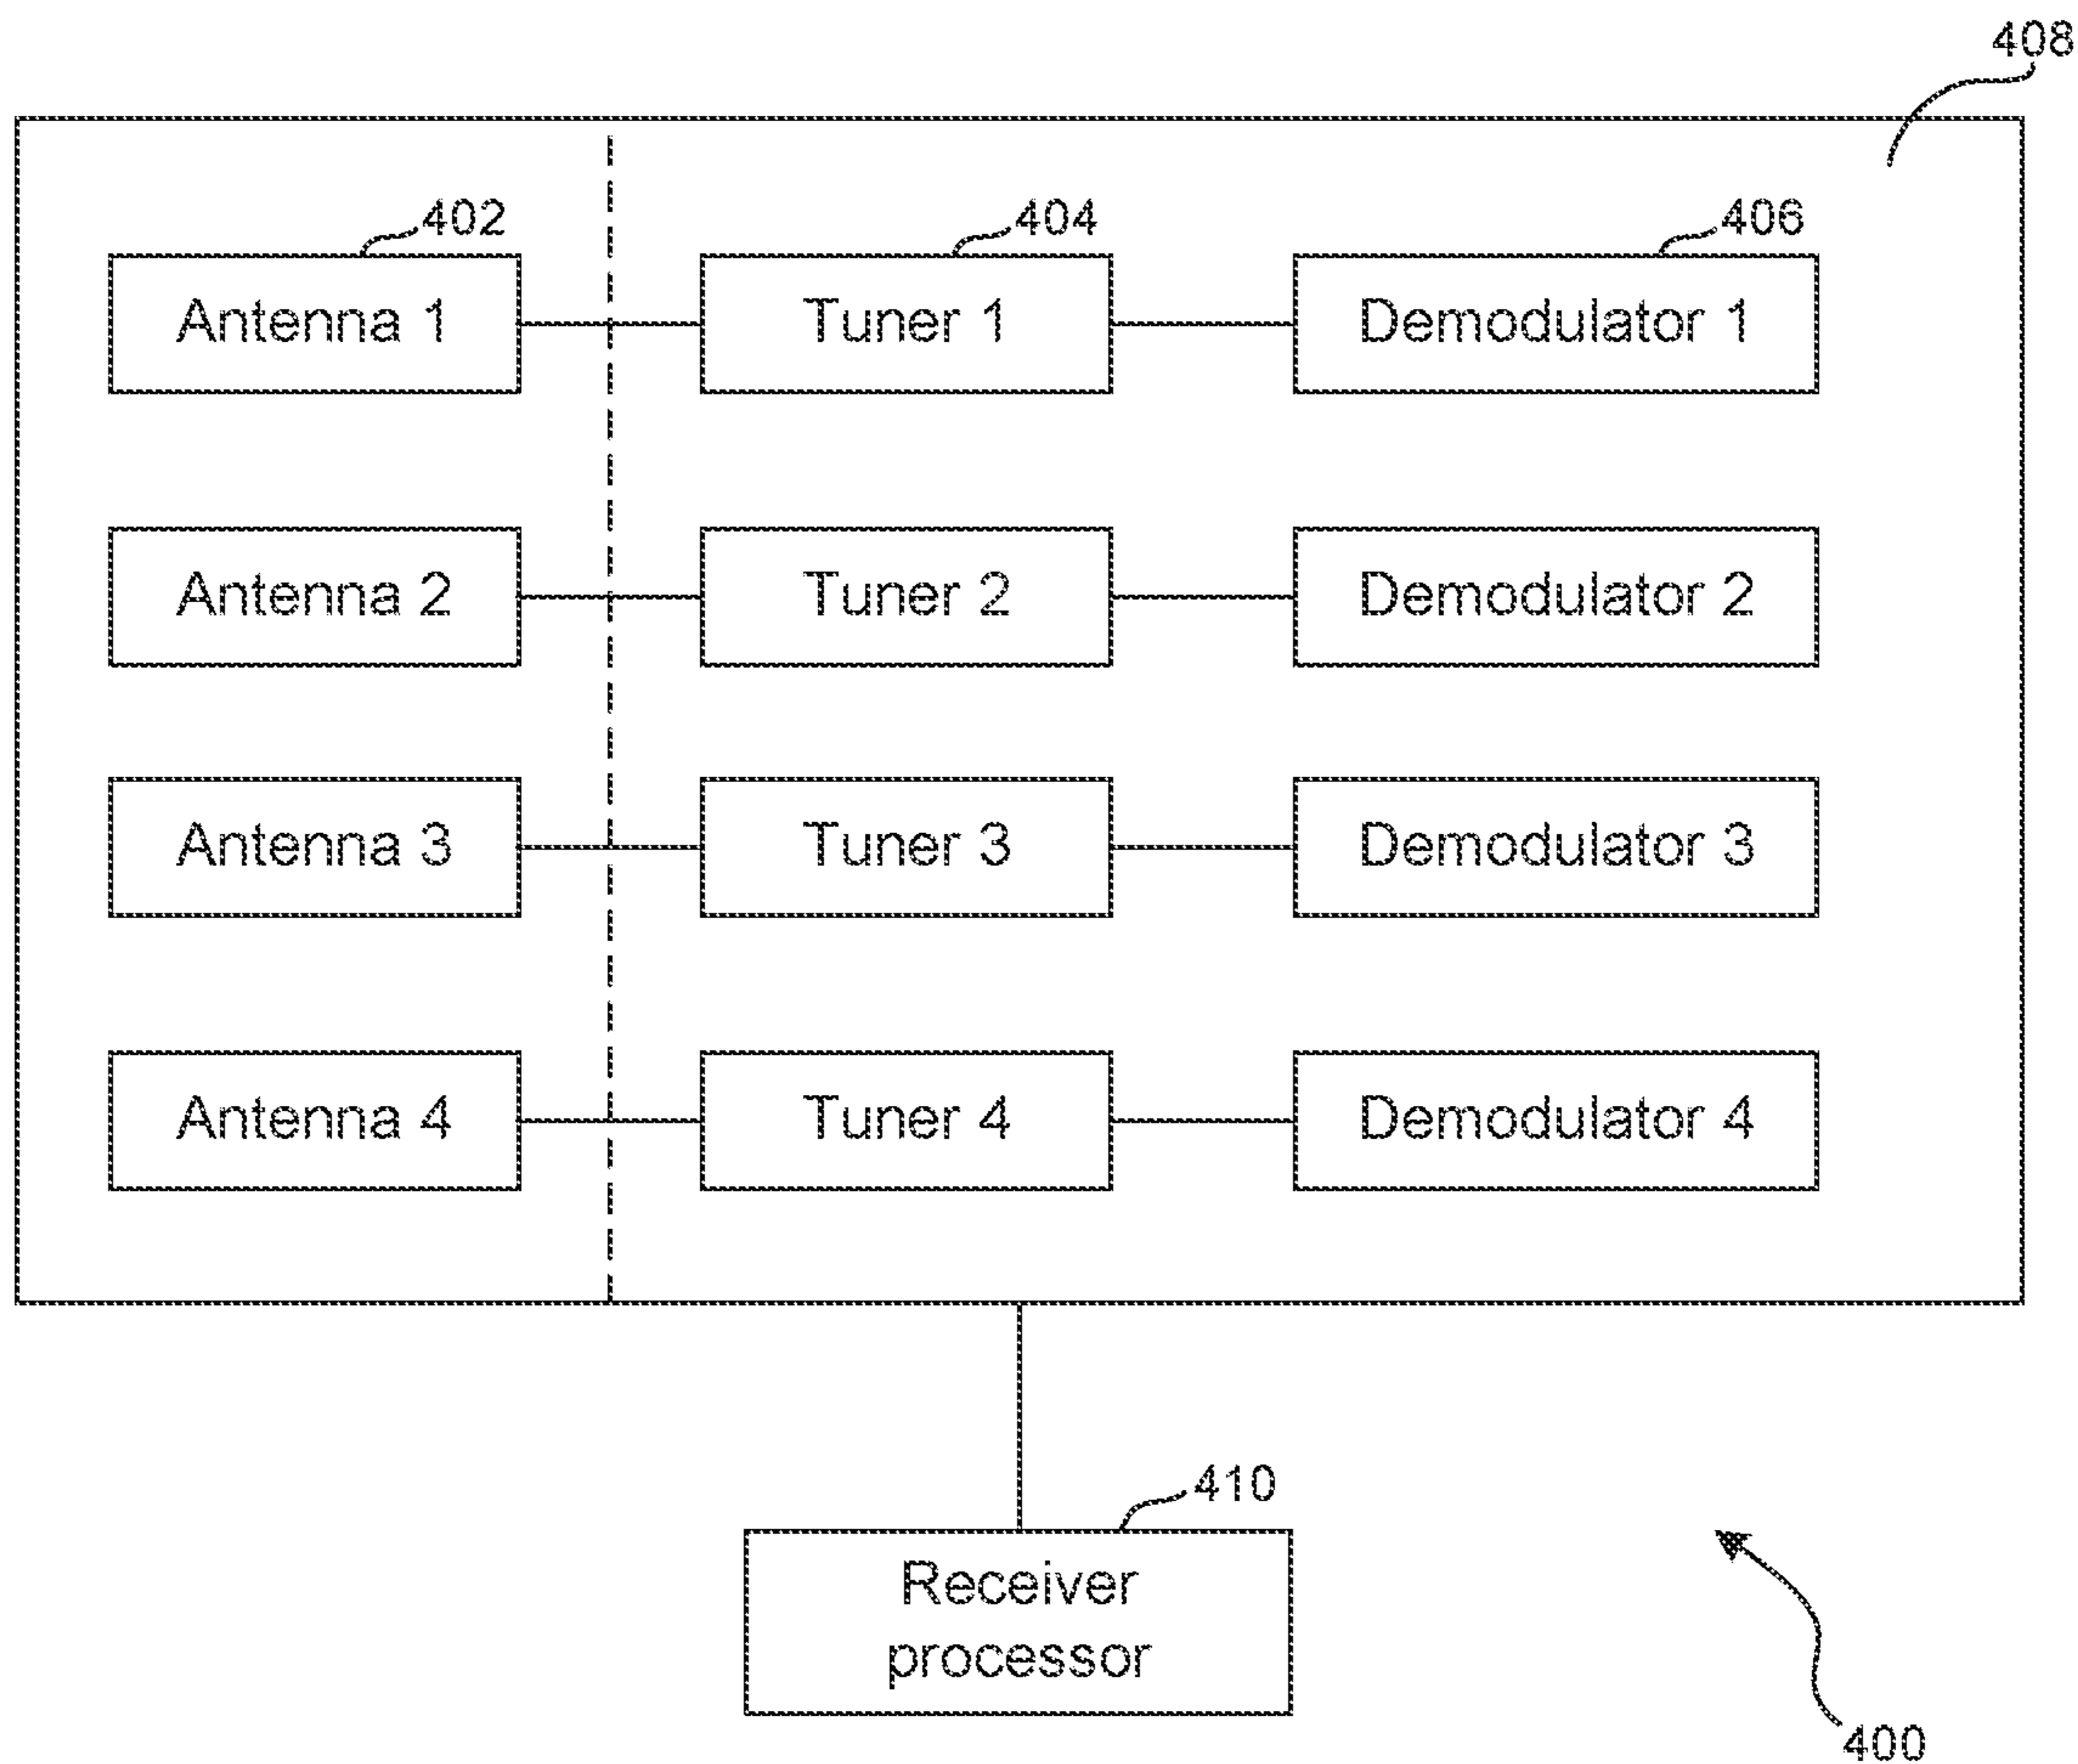 408
402
404
406
Antenna 1
Tuner 1
Demodulator 1
Antenna 2
Tuner 2
Demodulator 2
Antenna 3
Tuner 3
Demodulator 3
Antenna 4
Tuner 4
Demodulator 4
410
Receiver
processor
400